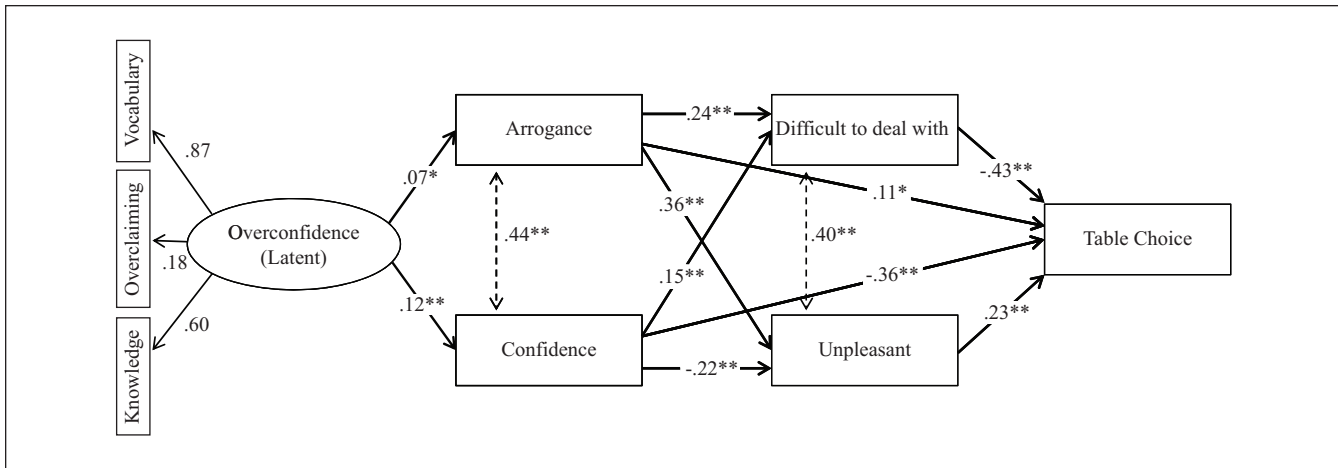 Vocabulary
Overclaiming
Knowledge
.87
.18
.60
Overconfidence
(Latent)
.07*
.12**
Arrogance
.44**
Confidence
.24**
.36**
.15**
-.22**
Difficult to deal with
.40**
Unpleasant
-.43**
.11*
-.36**
.23**
Table Choice